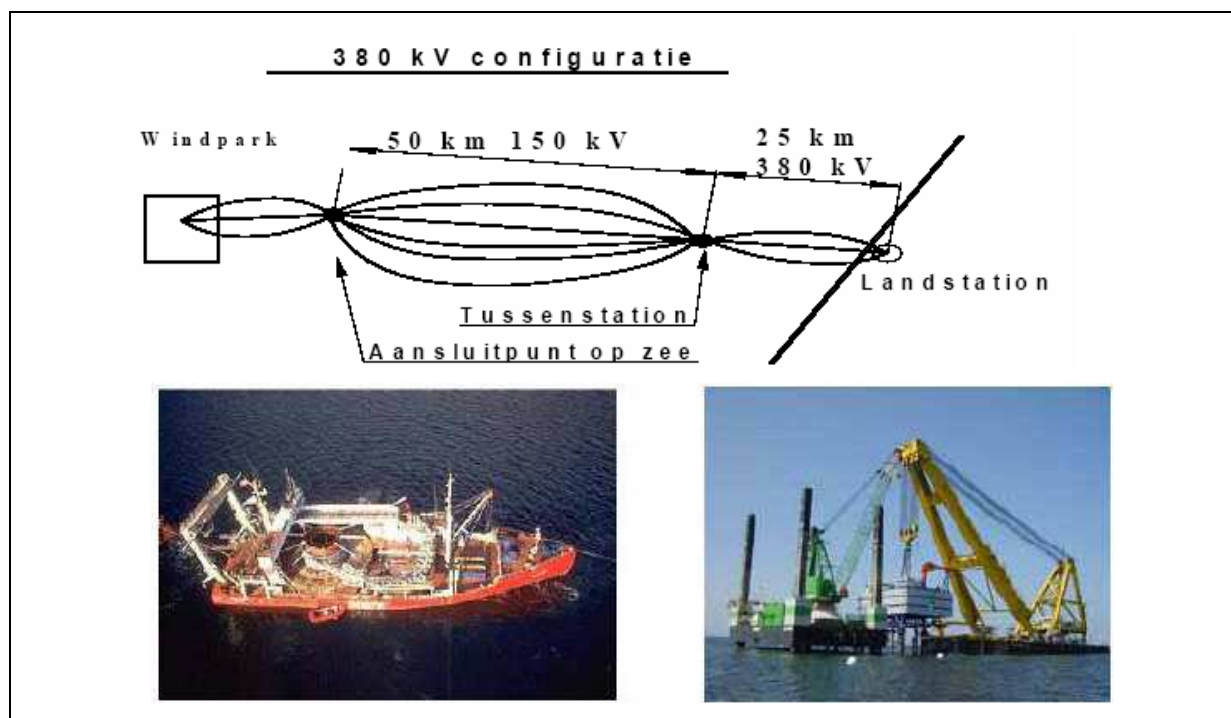 380 kV configuratie
Windpark
50 km 150 kV
25 km
380 kV
Landstation
Tussenstation
Aansluitpunt op zee